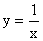 y = 1/x